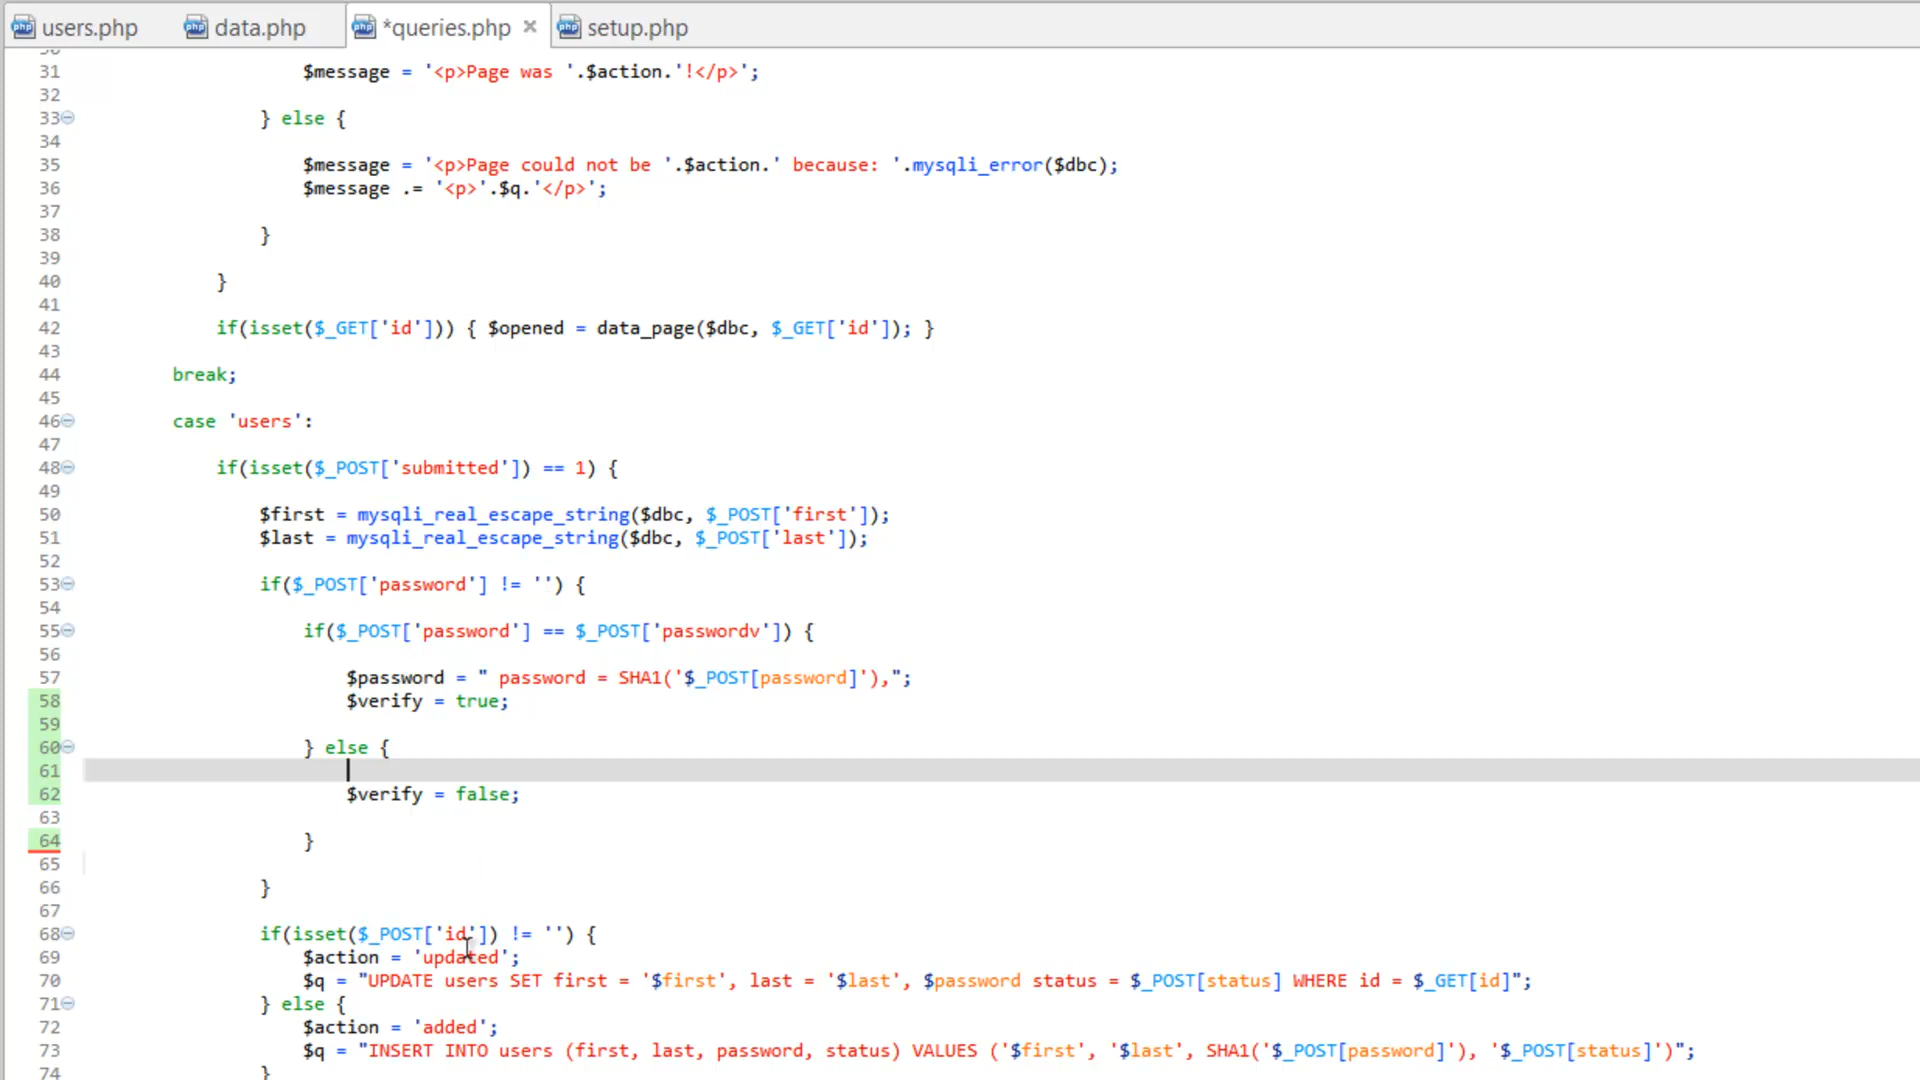 users.php data.php *queries.php setup.php
31 $message = '<p>Page was '.$action.'!</p>';
32
33 } else {
34
35 $message = '<p>Page could not be '.$action.' because: '.mysqli_error($dbc);
36 $message .= '<p>'.$q.'</p>';
37
38 }
39
40 }
41
42 if(isset($_GET['id'])) { $opened = data_page($dbc, $_GET['id']); }
43
44 break;
45
46 case 'users':
47
48 if(isset($_POST['submitted']) == 1) {
49
50 $first = mysqli_real_escape_string($dbc, $_POST['first']);
51 $last = mysqli_real_escape_string($dbc, $_POST['last']);
52
53 if($_POST['password'] != '') {
54
55 if($_POST['password'] == $_POST['passwordv']) {
56
57 $password = " password = SHA1('$_POST[password]'),";
58 $verify = true;
59
60 } else {
61
62 $verify = false;
63
64 }
65
66 }
67
68 if(isset($_POST['id']) != '') {
69 $action = 'updated';
70 $q = "UPDATE users SET first = '$first', last = '$last', $password status = $_POST[status] WHERE id = $_GET[id]";
71 } else {
72 $action = 'added';
73 $q = "INSERT INTO users (first, last, password, status) VALUES ('$first', '$last', SHA1('$_POST[password]'), '$_POST[status]')";
74 }